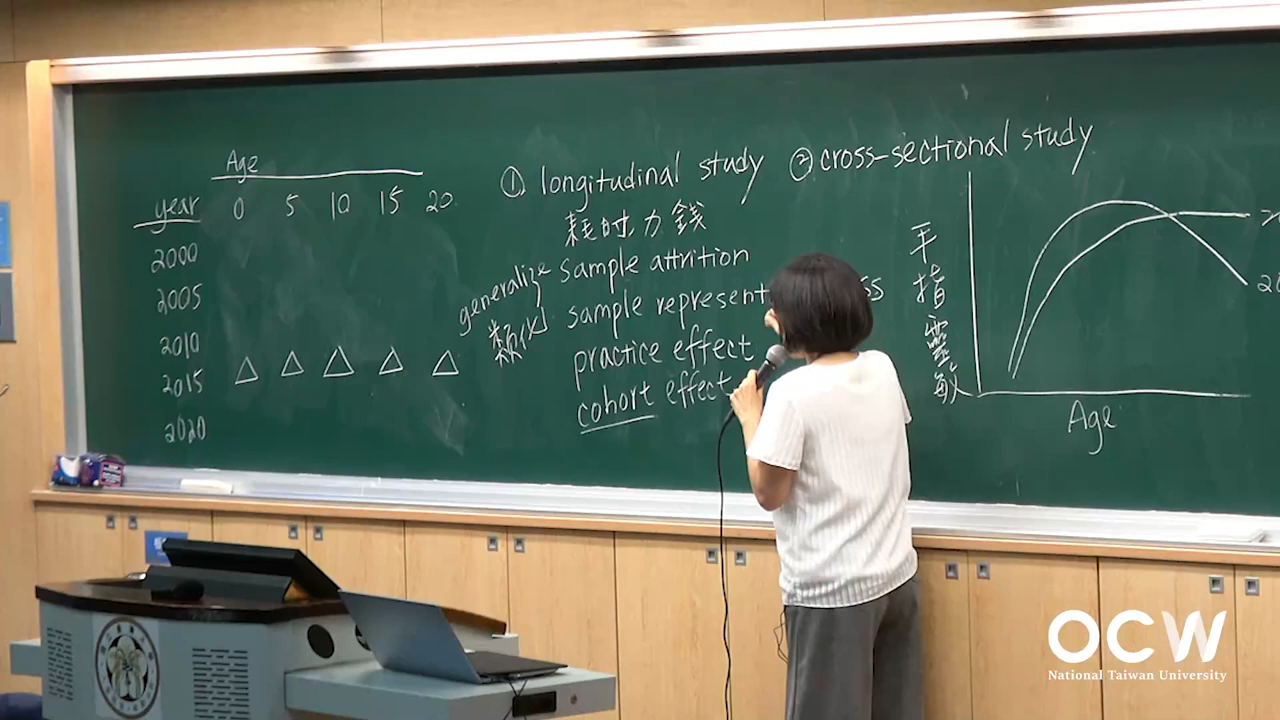 Age
year 0 5 10 15 20
2000
2005
2010
2015 △ △ △ △ △
2020
① longitudinal study
耗时力錢
generalize
類化
sample attrition
sample represent
practice effect
cohort effect
② cross-sectional study
手指靈敏
Age
OCW
National Taiwan University